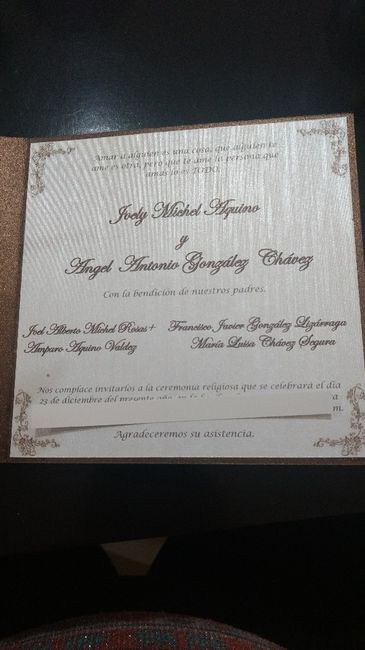 Amar a alguien es una cosa, que alguien te
ame es otra, pero que te ame la persona que
amas lo es TODO.
Joely Michel Aquino
y
Angel Antonio González Chávez
Con la bendición de nuestros padres.
Joel Alberto Michel Rosas+ Francisco Javier González Lizárraga
Amparo Aquino Valdez María Luisa Chávez Segura
Nos complace invitarlos a la ceremonia religiosa que se celebrará el día
23 de diciembre del presente año, en la a
m.
Agradeceremos su asistencia.